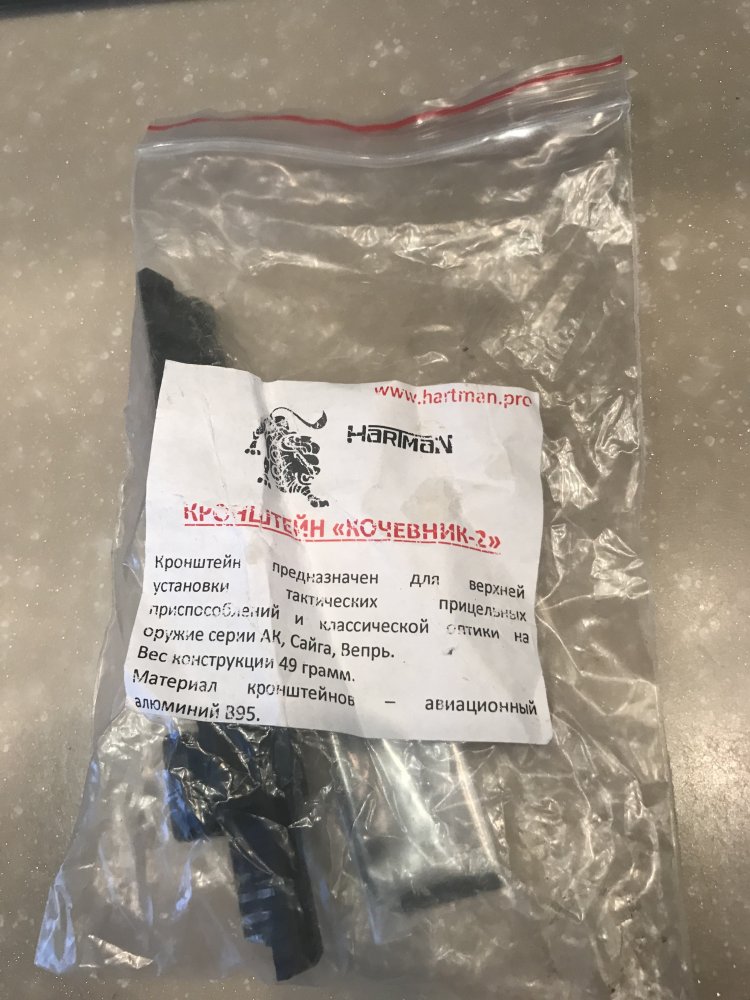 www.hartman.pro
HARTMAN
КРОНШТЕЙН «КОЧЕВНИК-2»
Кронштейн предназначен для верхней
установки тактических прицельных
приспособлений и классической оптики на
оружие серии АК, Сайга, Вепрь.
Вес конструкции 49 грамм.
Материал кронштейнов – авиационный
алюминий В95.